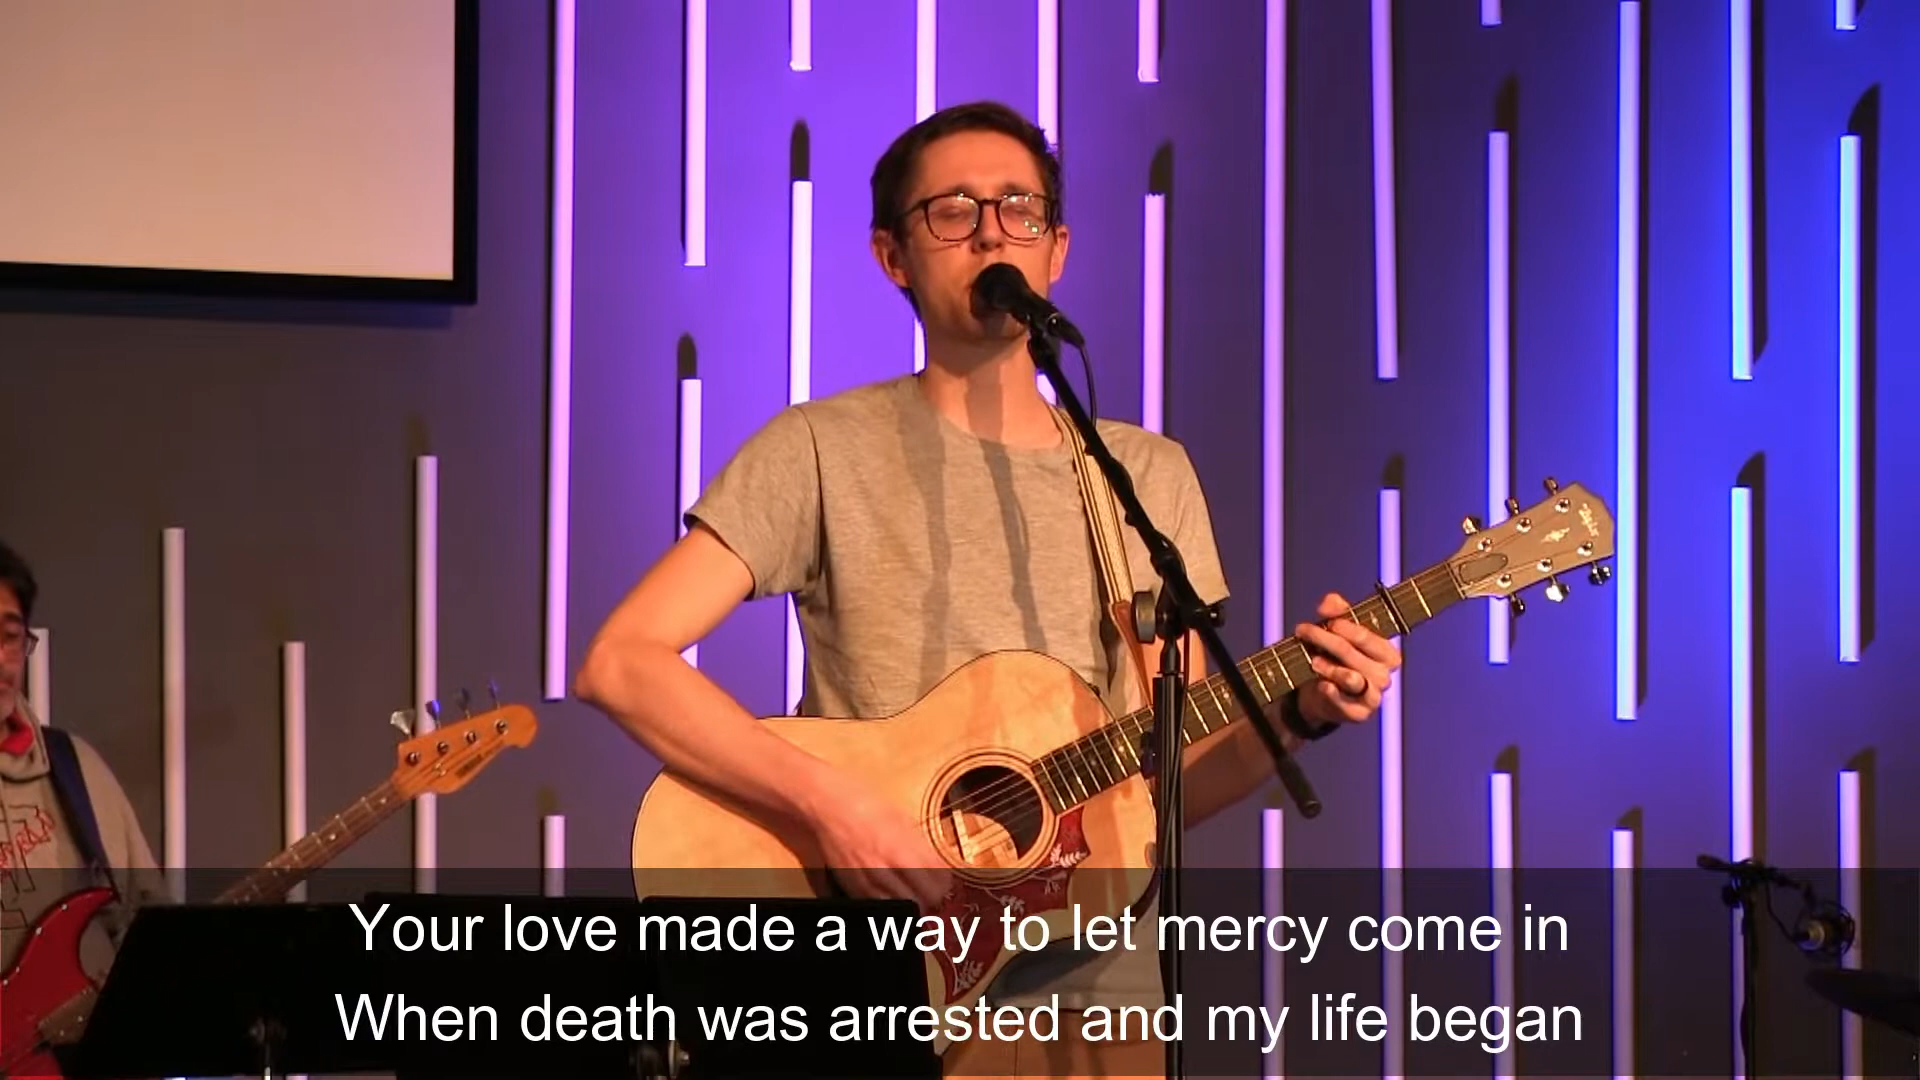 Your love made a way to let mercy come in
When death was arrested and my life began